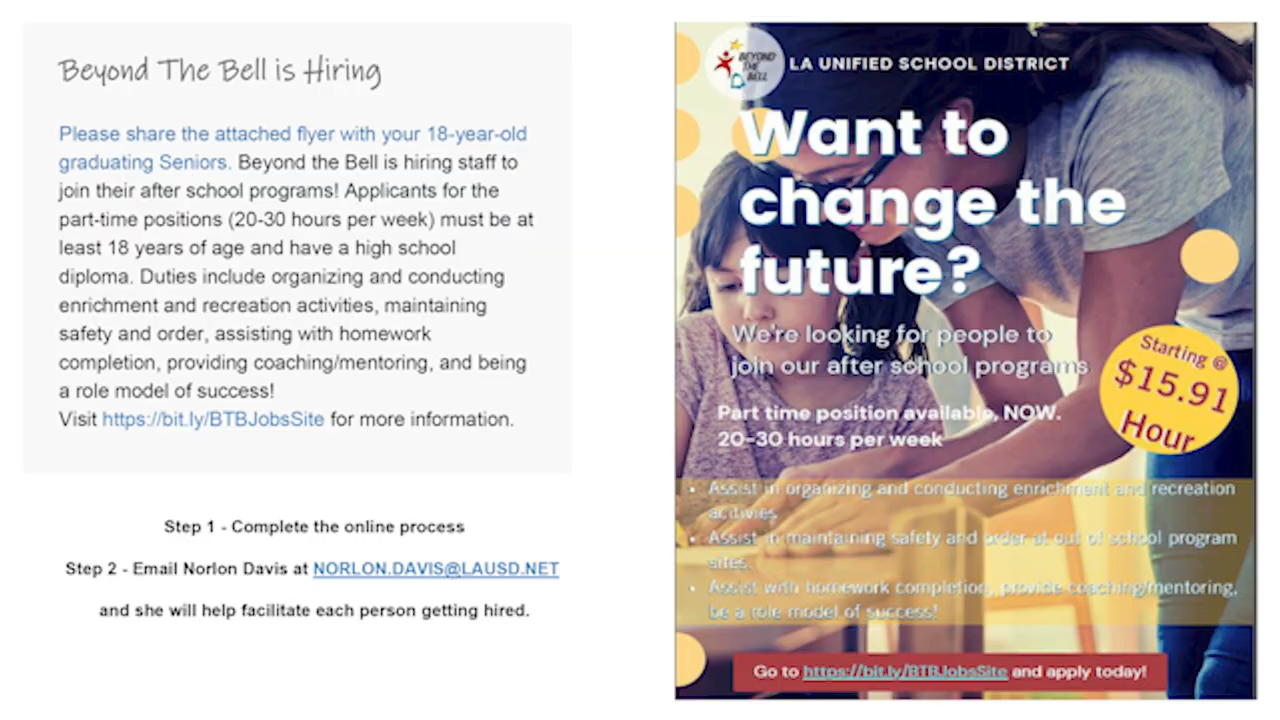 Beyond The Bell is Hiring
Please share the attached flyer with your 18-year-old
graduating Seniors. Beyond the Bell is hiring staff to
join their after school programs! Applicants for the
part-time positions (20-30 hours per week) must be at
least 18 years of age and have a high school
diploma. Duties include organizing and conducting
enrichment and recreation activities, maintaining
safety and order, assisting with homework
completion, providing coaching/mentoring, and being
a role model of success!
Visit https://bit.ly/BTBJobsSite for more information.
Step 1 - Complete the online process
Step 2 - Email Norlon Davis at NORLON.DAVIS@LAUSD.NET
and she will help facilitate each person getting hired.
BEYOND
THE
BELL
LA UNIFIED SCHOOL DISTRICT
Want to
change the
future?
We're looking for people to
join our after school programs
Starting @
$15.91
Hour
Part time position available, NOW.
20-30 hours per week
• Assist in organizing and conducting enrichment and recreation
activies
• Assist in maintaining safety and order at out of school program
sites.
• Assist with homework completion, provide coaching/mentoring,
be a role model of success!
Go to https://bit.ly/BTBJobsSite and apply today!